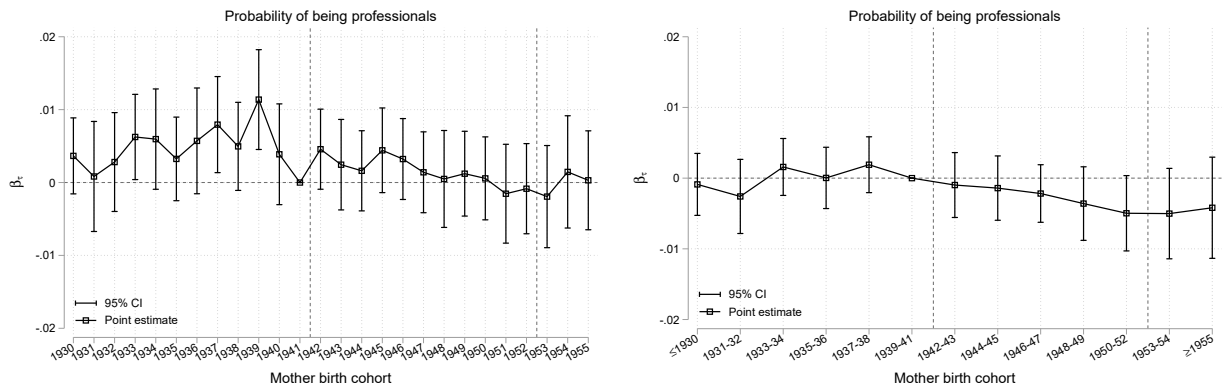 Probability of being professionals
.02
.01
0
-.01
-.02
βτ
95% CI
Point estimate
1930 1931 1932 1933 1934 1935 1936 1937 1938 1939 1940 1941 1942 1943 1944 1945 1946 1947 1948 1949 1950 1951 1952 1953 1954 1955
Mother birth cohort
Probability of being professionals
.02
.01
0
-.01
-.02
βτ
95% CI
Point estimate
≤1930 1931-32 1933-34 1935-36 1937-38 1939-41 1942-43 1944-45 1946-47 1948-49 1950-52 1953-54 ≥1955
Mother birth cohort